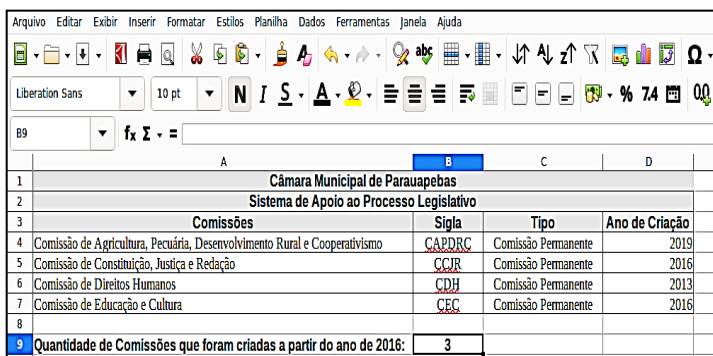 Arquivo Editar Exibir Inserir Formatar Estilos Planilha Dados Ferramentas Janela Ajuda
Liberation Sans 10 pt N I S A % 7.4 0.0
B9 fx Σ =
A B C D
1 Câmara Municipal de Parauapebas
2 Sistema de Apoio ao Processo Legislativo
3 Comissões Sigla Tipo Ano de Criação
4 Comissão de Agricultura, Pecuária, Desenvolvimento Rural e Cooperativismo CAPDRC Comissão Permanente 2019
5 Comissão de Constituição, Justiça e Redação CCJR Comissão Permanente 2016
6 Comissão de Direitos Humanos CDH Comissão Permanente 2013
7 Comissão de Educação e Cultura CEC Comissão Permanente 2016
8
9 Quantidade de Comissões que foram criadas a partir do ano de 2016: 3